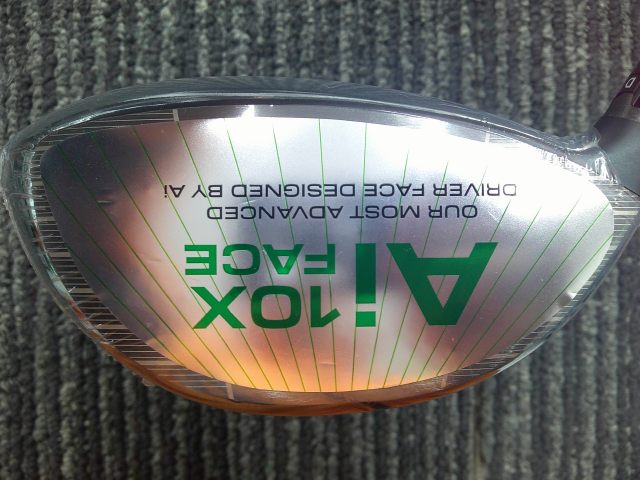 Ai 10X
FACE
OUR MOST ADVANCED
DRIVER FACE DESIGNED BY Ai